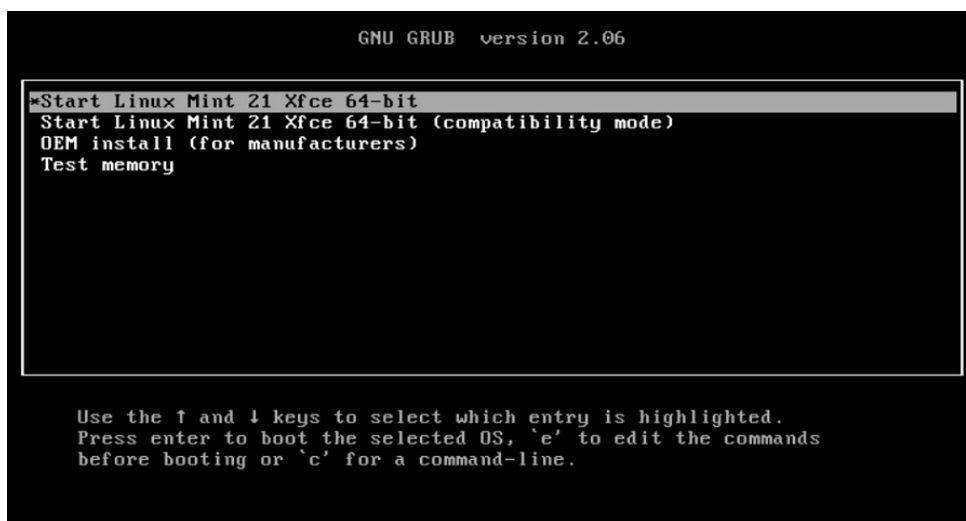 GNU GRUB version 2.06
*Start Linux Mint 21 Xfce 64-bit
Start Linux Mint 21 Xfce 64-bit (compatibility mode)
OEM install (for manufacturers)
Test memory
Use the ↑ and ↓ keys to select which entry is highlighted.
Press enter to boot the selected OS, `e' to edit the commands
before booting or `c' for a command-line.